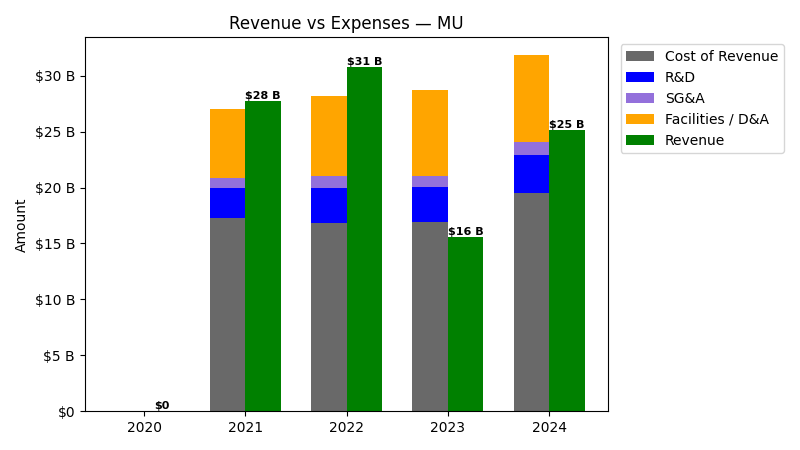 Revenue vs Expenses — MU
Cost of Revenue
R&D
SG&A
Facilities / D&A
Revenue
Amount
$30 B
$25 B
$20 B
$15 B
$10 B
$5 B
$0
$0
$28 B
$31 B
$16 B
$25 B
2020
2021
2022
2023
2024